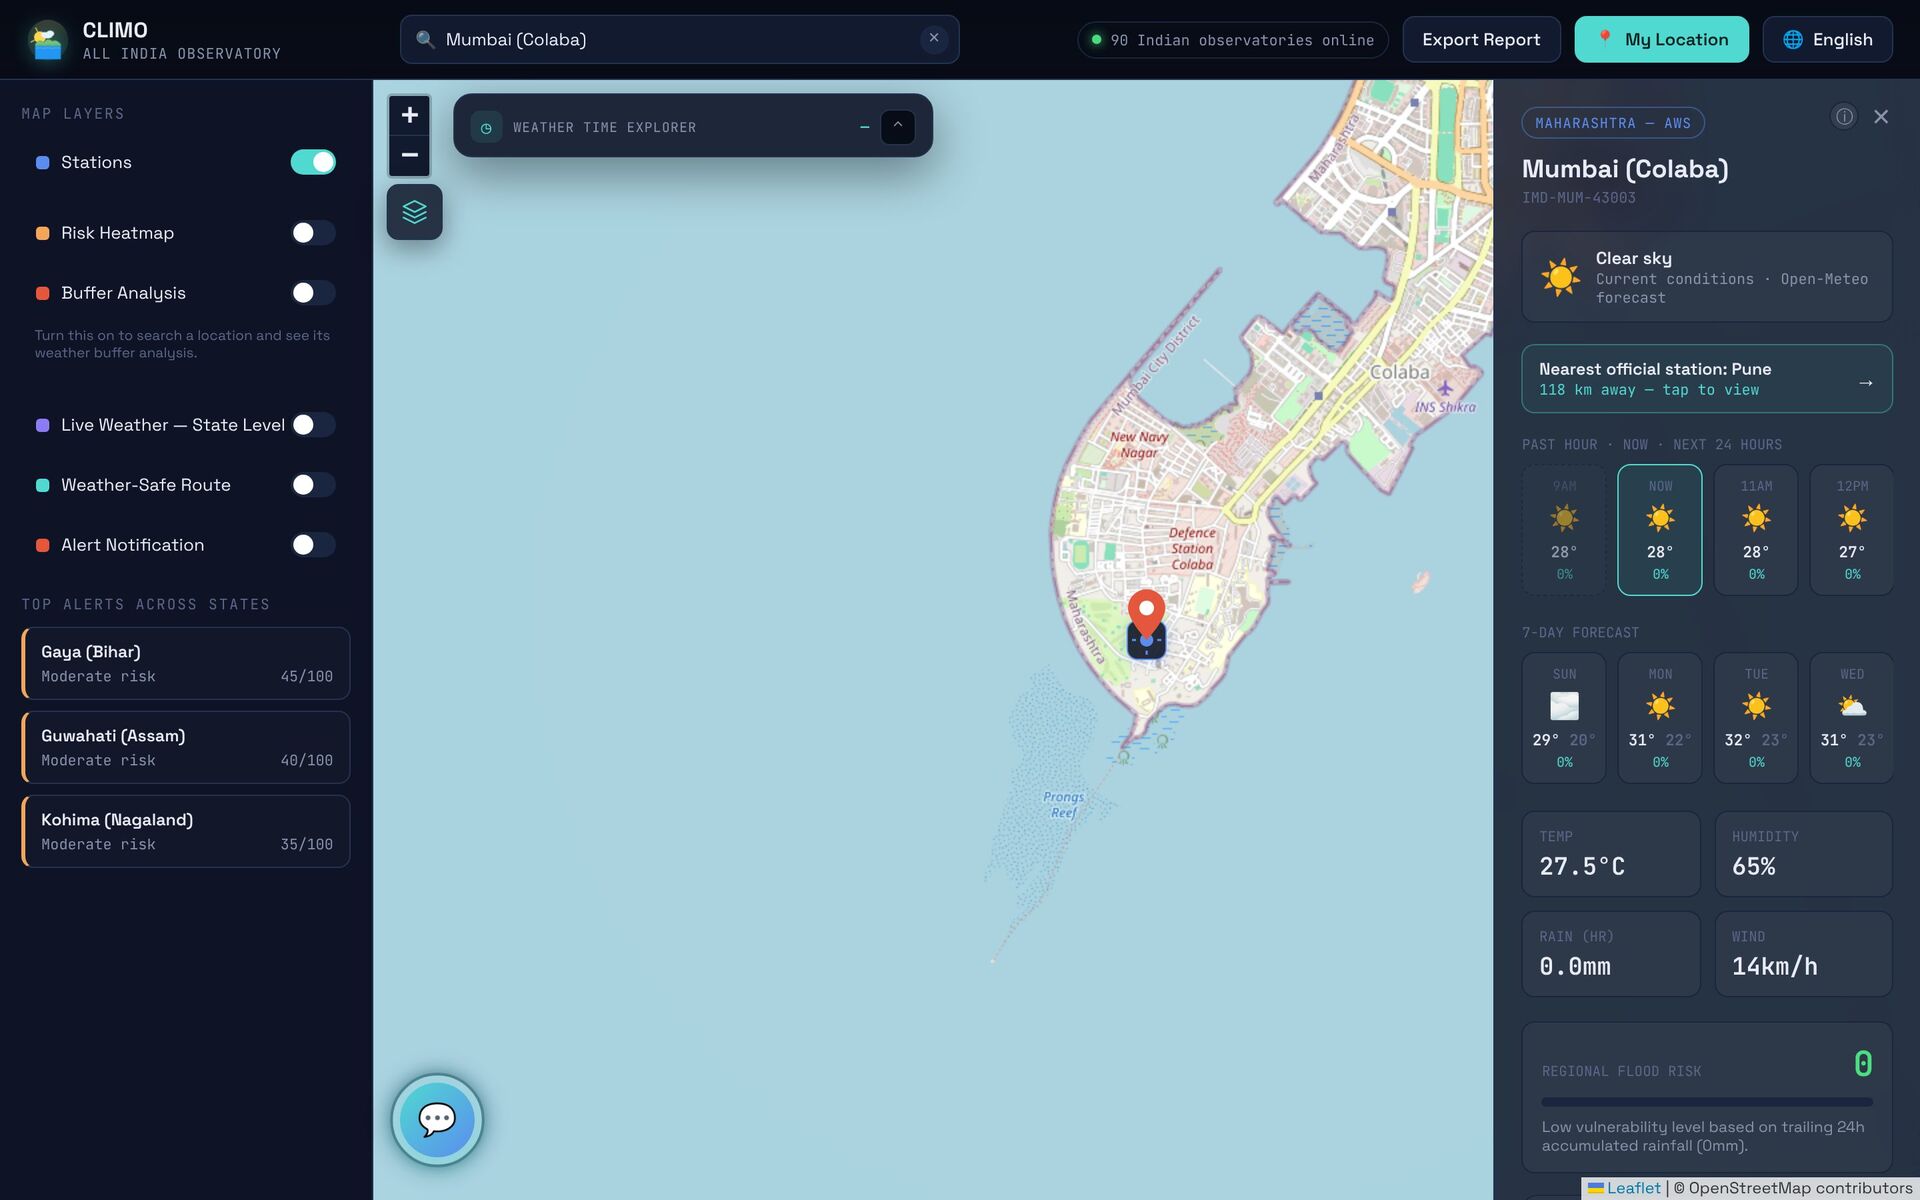 CLIMO
ALL INDIA OBSERVATORY
Mumbai (Colaba)
90 Indian observatories online
Export Report
My Location
English
MAP LAYERS
Stations
Risk Heatmap
Buffer Analysis
Turn this on to search a location and see its
weather buffer analysis.
Live Weather — State Level
Weather-Safe Route
Alert Notification
TOP ALERTS ACROSS STATES
Gaya (Bihar)
Moderate risk 45/100
Guwahati (Assam)
Moderate risk 40/100
Kohima (Nagaland)
Moderate risk 35/100
+
−
WEATHER TIME EXPLORER —
Maharashtra
Mumbai City District
Colaba
INS Shikra
New Navy
Nagar
Defence
Station
Colaba
Maharashtra
Prongs
Reef
MAHARASHTRA — AWS
Mumbai (Colaba)
IMD-MUM-43003
Clear sky
Current conditions · Open-Meteo
forecast
Nearest official station: Pune
118 km away — tap to view →
PAST HOUR · NOW · NEXT 24 HOURS
9AM NOW 11AM 12PM
28° 28° 28° 27°
0% 0% 0% 0%
7-DAY FORECAST
SUN MON TUE WED
29° 20° 31° 22° 32° 23° 31° 23°
0% 0% 0% 0%
TEMP HUMIDITY
27.5°C 65%
RAIN (HR) WIND
0.0mm 14km/h
REGIONAL FLOOD RISK 0
Low vulnerability level based on trailing 24h
accumulated rainfall (0mm).
Leaflet | © OpenStreetMap contributors